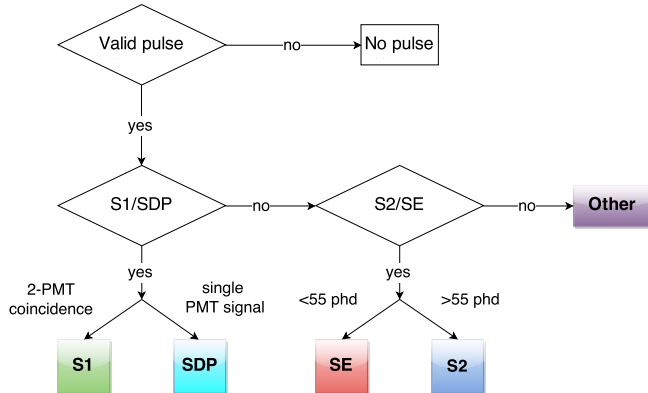 Valid pulse
no
No pulse
yes
S1/SDP
no
S2/SE
no
Other
yes
yes
2-PMT
coincidence
single
PMT signal
<55 phd
>55 phd
S1
SDP
SE
S2